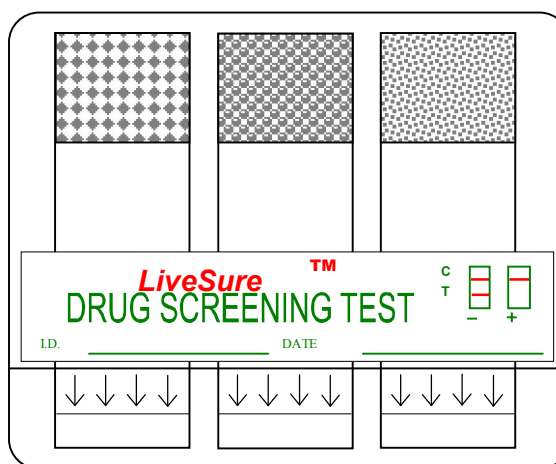 LiveSure™
DRUG SCREENING TEST
C
T
− +
I.D. DATE